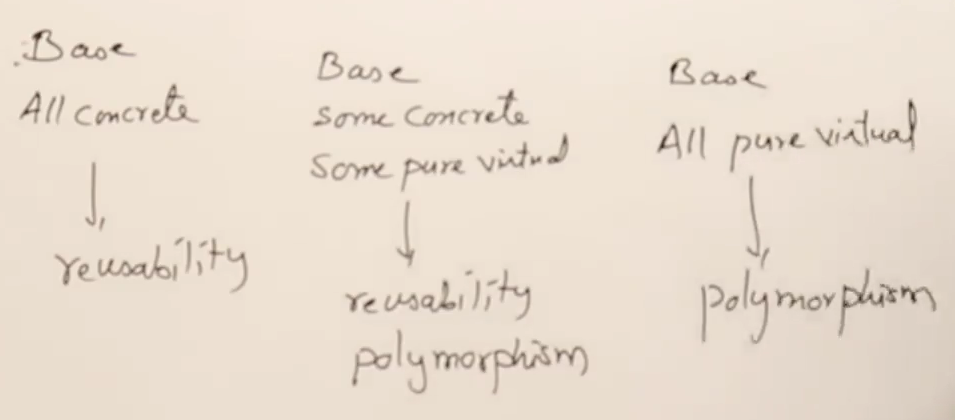 Base
All concrete
reusability
Base
some concrete
Some pure virtual
reusability
polymorphism
Base
All pure virtual
polymorphism